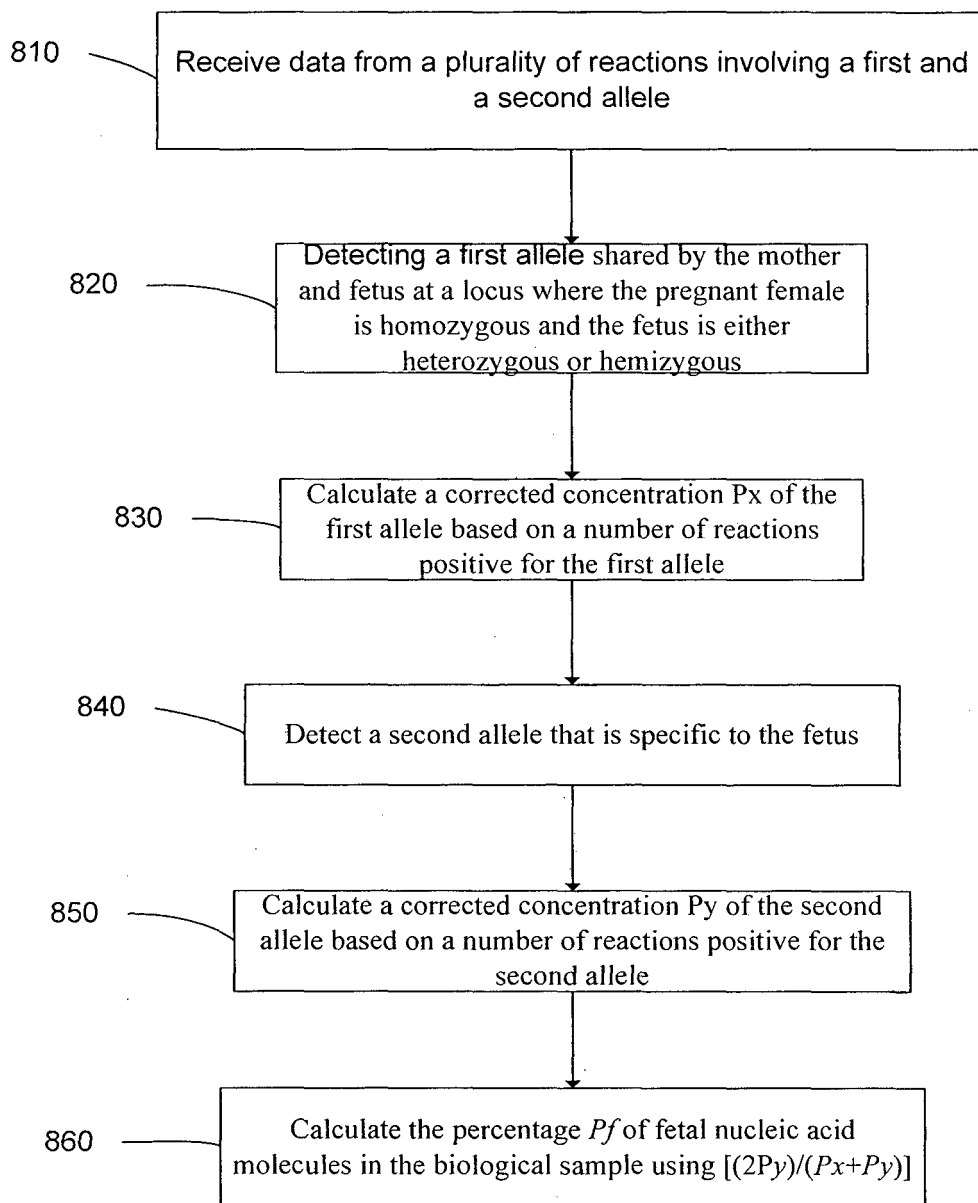 810
Receive data from a plurality of reactions involving a first and
a second allele
820
Detecting a first allele shared by the mother
and fetus at a locus where the pregnant female
is homozygous and the fetus is either
heterozygous or hemizygous
830
Calculate a corrected concentration Px of the
first allele based on a number of reactions
positive for the first allele
840
Detect a second allele that is specific to the fetus
850
Calculate a corrected concentration Py of the second
allele based on a number of reactions positive for the
second allele
860
Calculate the percentage Pf of fetal nucleic acid
molecules in the biological sample using [(2Py)/(Px+Py)]